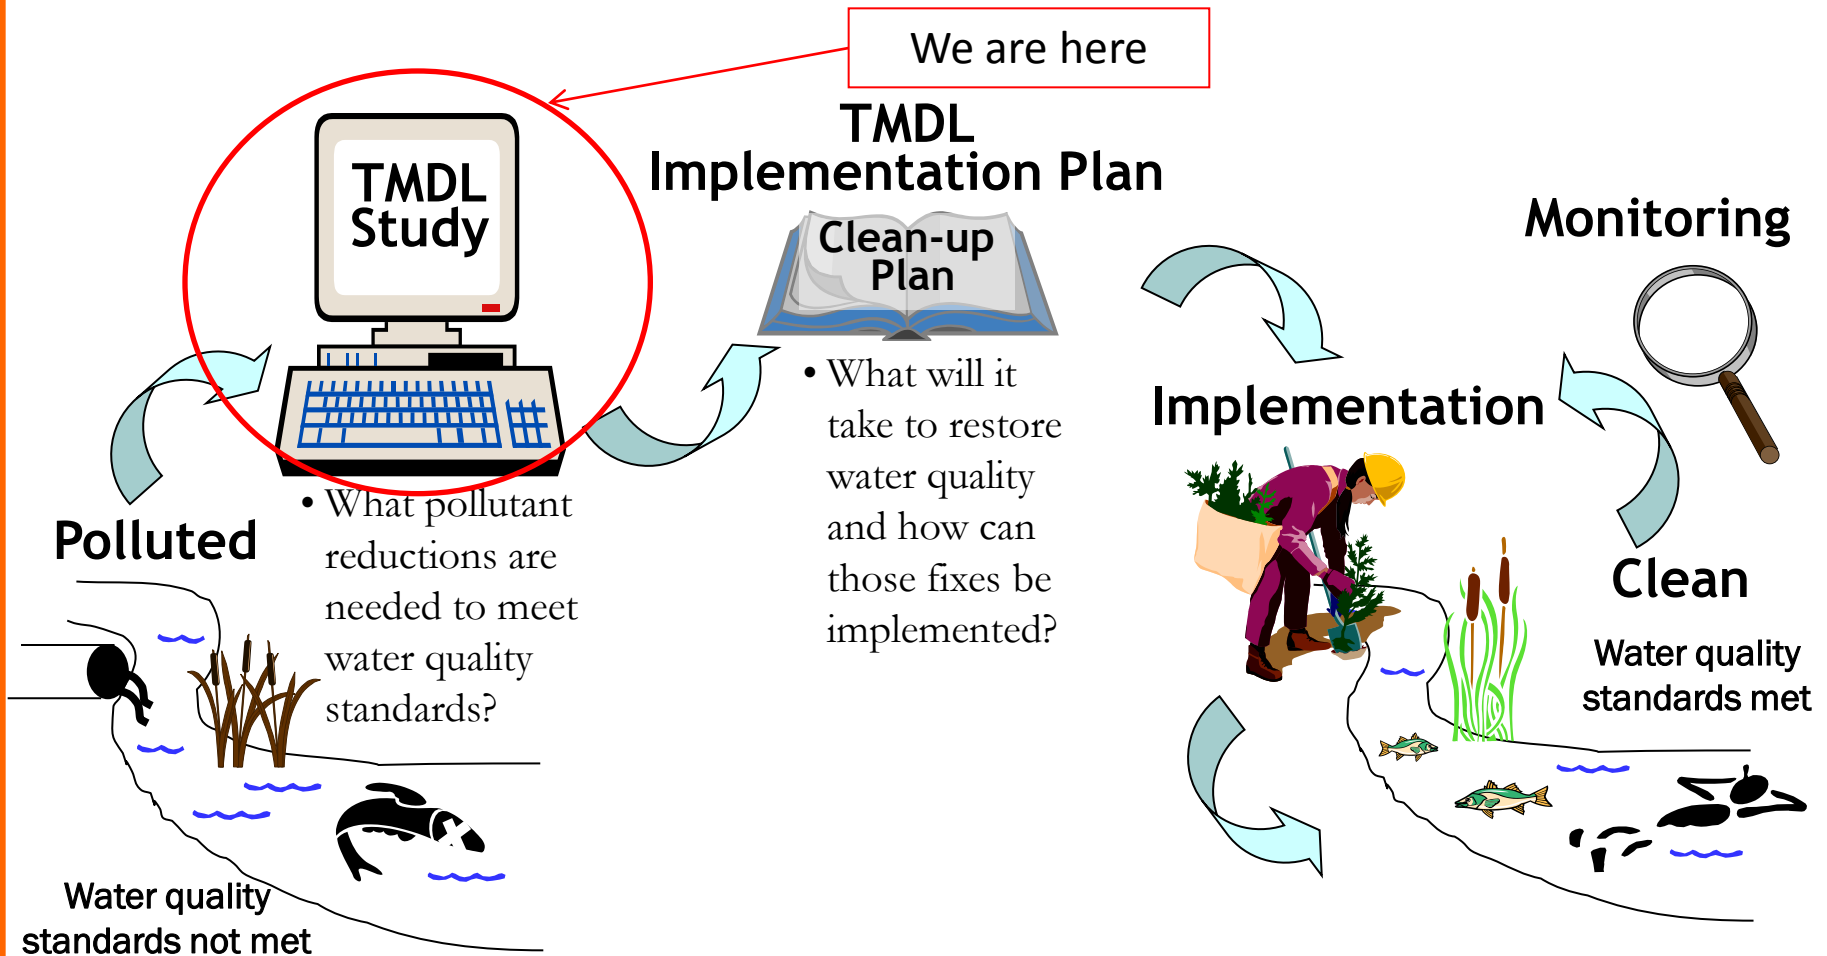 We are here
TMDL
Study
TMDL
Implementation Plan
Clean-up
Plan
Monitoring
Implementation
Polluted
• What pollutant
reductions are
needed to meet
water quality
standards?
• What will it
take to restore
water quality
and how can
those fixes be
implemented?
Clean
Water quality
standards met
Water quality
standards not met